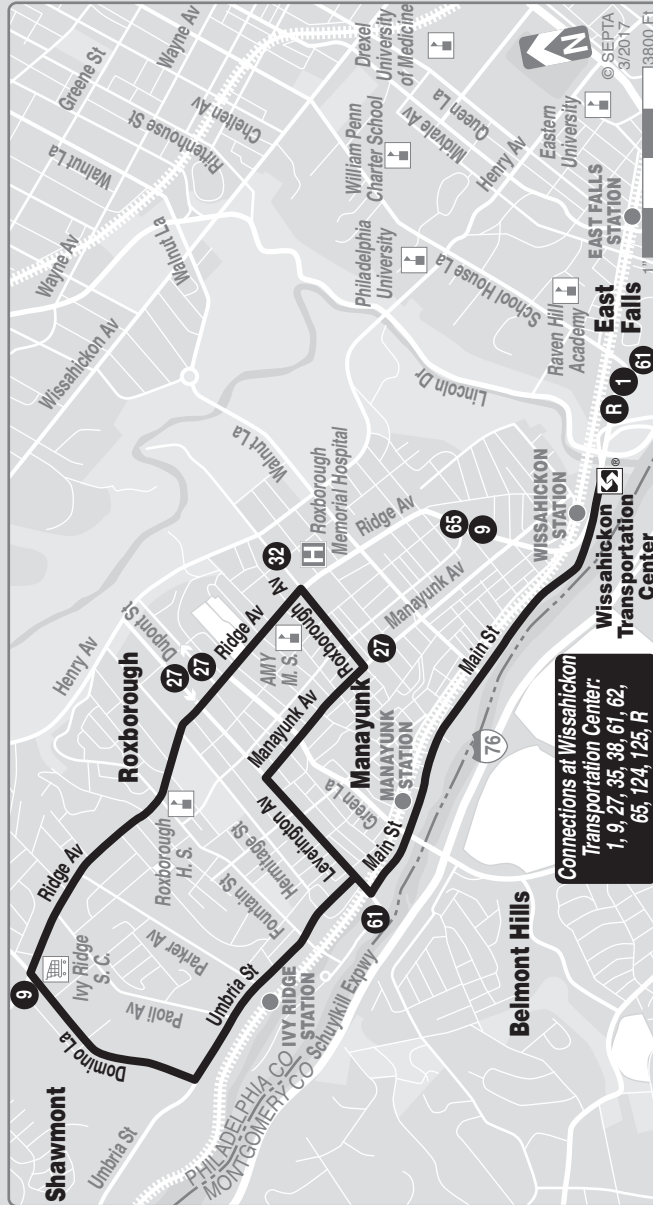 Shawmont
Umbria St
Domino La
9
Ivy Ridge
S. C.
Ridge Av
Paoli Av
Parker Av
Umbria St
IVY RIDGE
STATION
PHILADELPHIA CO
MONTGOMERY CO
Schuylkill Expwy
Roxborough
H. S.
Fountain St
Hermitage St
Leverington Av
61
Roxborough
Henry Av
Dupont St
27
27
Ridge Av
AMY
M. S.
Manayunk Av
Roxborough
Av
32
H
Roxborough
Memorial Hospital
27
Manayunk
MANAYUNK
STATION
Green La
Main St
Main St
76
Belmont Hills
Manayunk Av
Ridge Av
65
9
WISSAHICKON
STATION
Wissahickon
Transportation
Center
®
Connections at Wissahickon
Transportation Center:
1, 9, 27, 35, 38, 61, 62,
65, 124, 125, R
R
1
61
East
Falls
EAST FALLS
STATION
Raven Hill
Academy
School House La
Lincoln Dr
Philadelphia
University
William Penn
Charter School
Drexel
University
of Medicine
Midvale Av
Queen La
Henry Av
Eastern
University
Wissahickon Av
Walnut La
Walnut La
Wayne Av
Walnut La
Greene St
Rittenhouse St
Chelten Av
Wayne Av
N
© SEPTA
3/2017
1"
3800 Ft